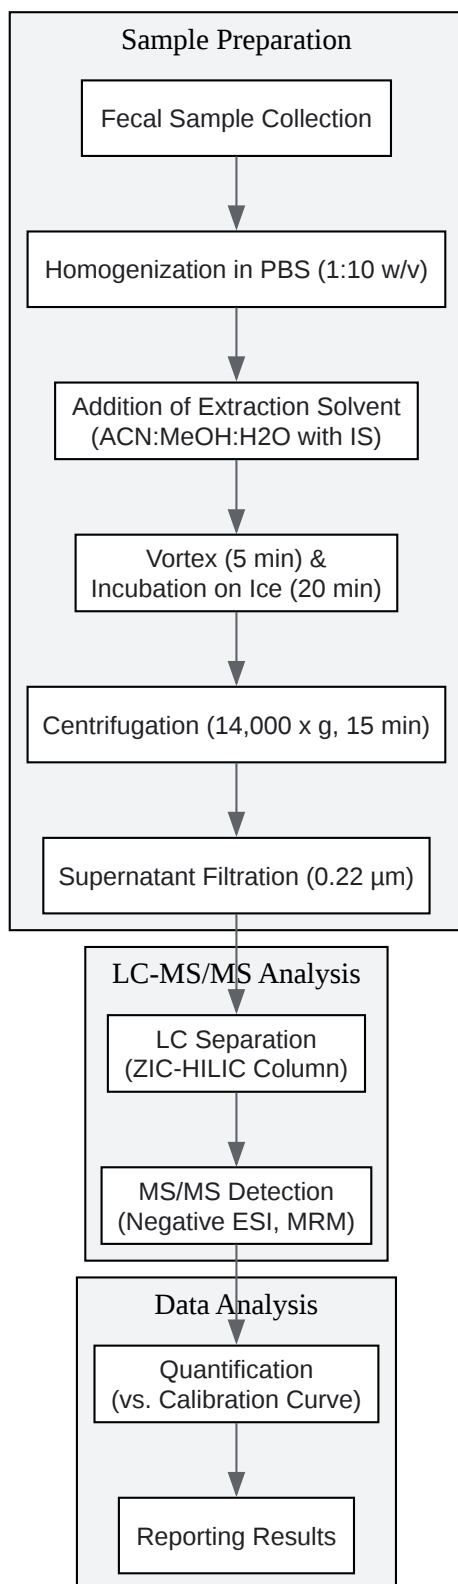 Sample Preparation
Fecal Sample Collection
Homogenization in PBS (1:10 w/v)
Addition of Extraction Solvent
(ACN:MeOH:H2O with IS)
Vortex (5 min) &
Incubation on Ice (20 min)
Centrifugation (14,000 x g, 15 min)
Supernatant Filtration (0.22 µm)
LC-MS/MS Analysis
LC Separation
(ZIC-HILIC Column)
MS/MS Detection
(Negative ESI, MRM)
Data Analysis
Quantification
(vs. Calibration Curve)
Reporting Results